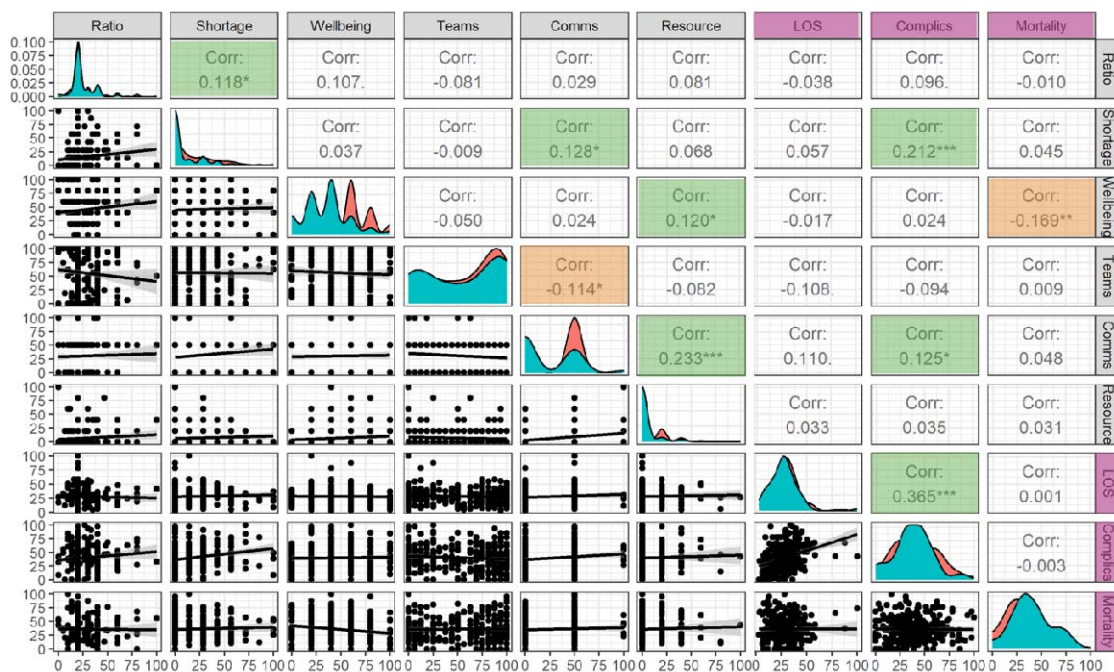 Ratio Shortage Wellbeing Teams Comms Resource LOS Complics Mortality
0.100
0.075
0.050
0.025
0.000
Corr: Corr: Corr: Corr: Corr: Corr: Corr: Corr:
0.118* 0.107. -0.081 0.029 0.081 -0.038 0.096. -0.010
Ratio
100
75
50
25
0
Corr: Corr: Corr: Corr: Corr: Corr: Corr:
0.037 -0.009 0.128* 0.068 0.057 0.212*** 0.045
Shortage
100
75
50
25
0
Corr: Corr: Corr: Corr: Corr: Corr:
-0.050 0.024 0.120* -0.017 0.024 -0.169**
Wellbeing
100
75
50
25
0
Corr: Corr: Corr: Corr: Corr:
-0.114* -0.082 -0.108. -0.094 0.009
Teams
100
75
50
25
0
Corr: Corr: Corr: Corr:
0.233*** 0.110. 0.125* 0.048
Comms
100
75
50
25
0
Corr: Corr: Corr:
0.033 0.035 0.031
Resource
100
75
50
25
0
Corr: Corr:
0.365*** 0.001
LOS
100
75
50
25
0
Corr:
-0.003
Complics
100
75
50
25
0
Mortality
0 25 50 75 100 0 25 50 75 100 0 25 50 75 100 0 25 50 75 100 0 25 50 75 100 0 25 50 75 100 0 25 50 75 100 0 25 50 75 100 0 25 50 75 100